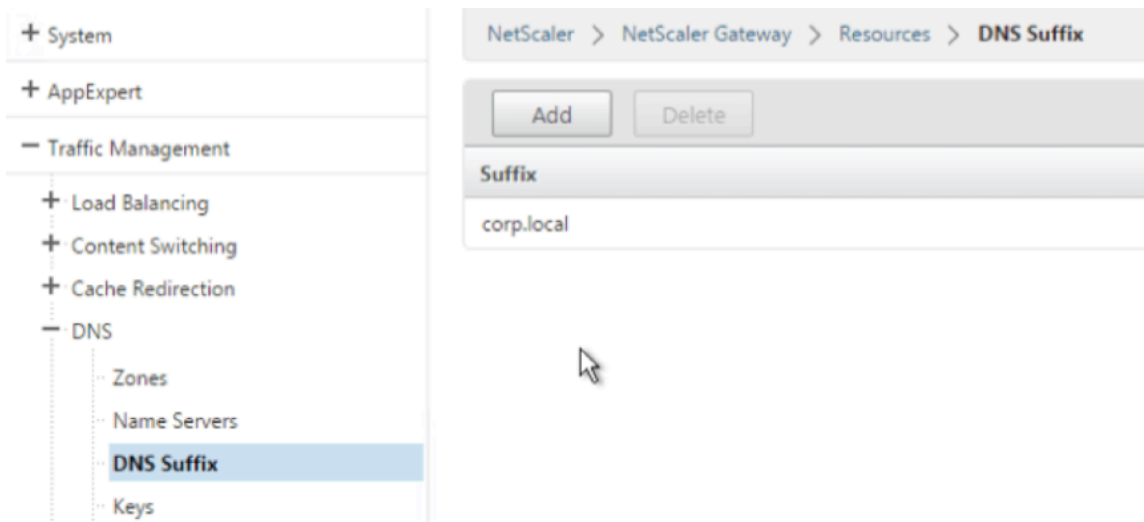 System
AppExpert
Traffic Management
Load Balancing
Content Switching
Cache Redirection
DNS
Zones
Name Servers
DNS Suffix
Keys
NetScaler > NetScaler Gateway > Resources > DNS Suffix
Add Delete
Suffix
corp.local